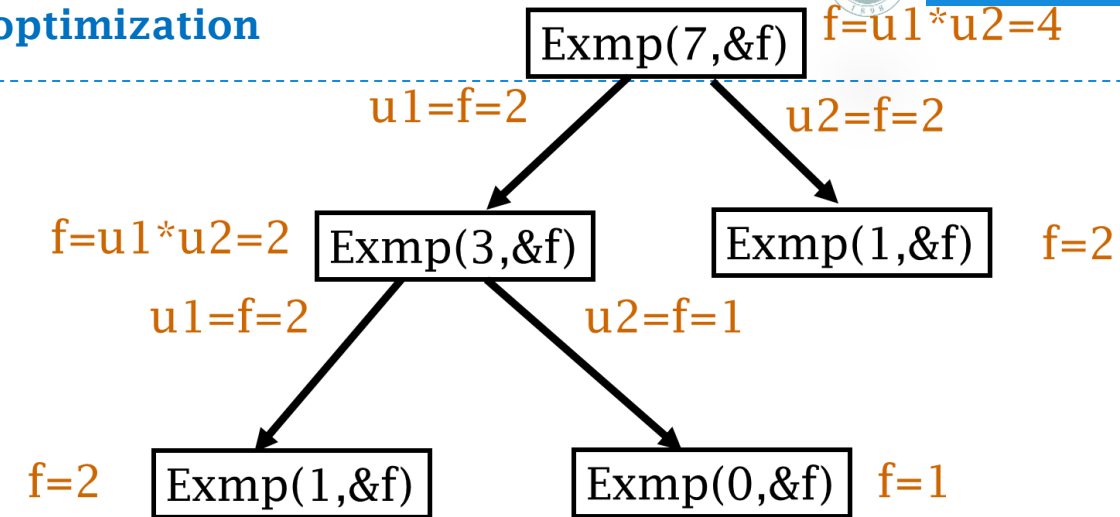 optimization
Exmp(7,&f)
f=u1*u2=4
u1=f=2
u2=f=2
f=u1*u2=2
Exmp(3,&f)
Exmp(1,&f)
f=2
u1=f=2
u2=f=1
f=2
Exmp(1,&f)
Exmp(0,&f)
f=1
1898